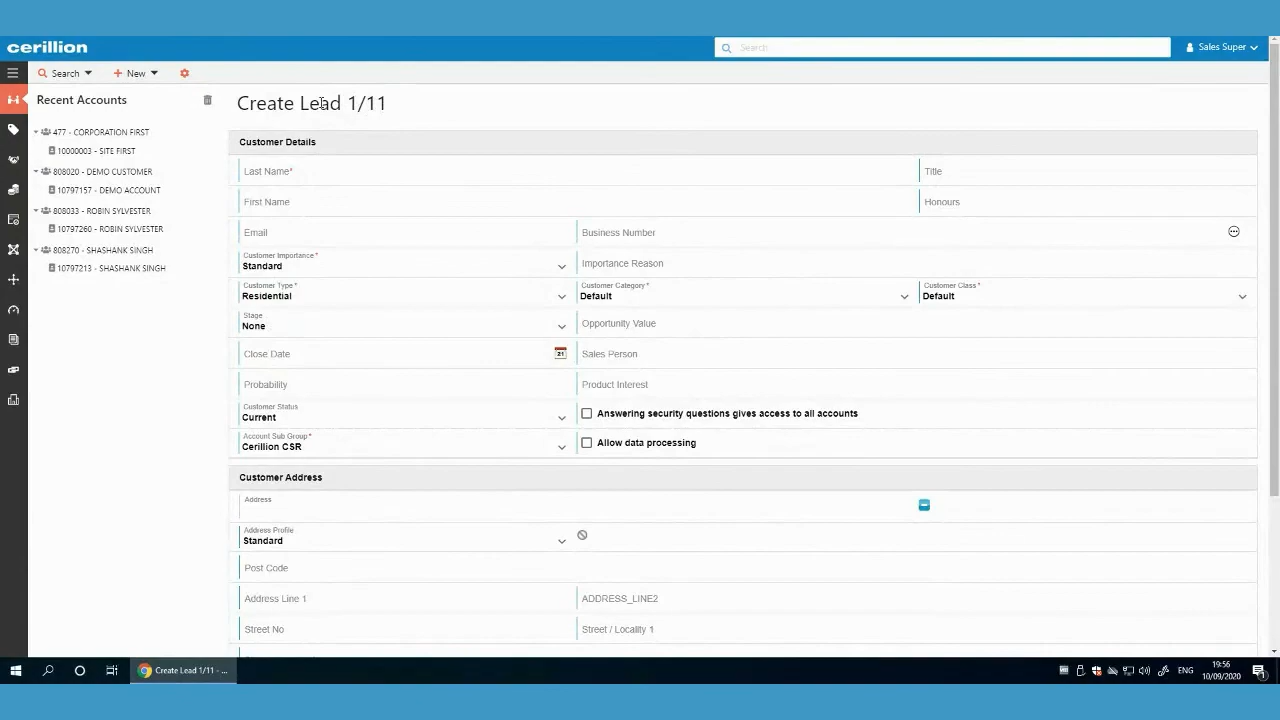 cerillion
Search
Sales Super
Search
New
Recent Accounts
477 - CORPORATION FIRST
10000003 - SITE FIRST
808020 - DEMO CUSTOMER
10797157 - DEMO ACCOUNT
808033 - ROBIN SYLVESTER
10797260 - ROBIN SYLVESTER
808270 - SHASHANK SINGH
10797213 - SHASHANK SINGH
Create Lead 1/11
Customer Details
Last Name*
Title
First Name
Honours
Email
Business Number
Customer Importance *
Standard
Importance Reason
Customer Type *
Residential
Customer Category *
Default
Customer Class *
Default
Stage
None
Opportunity Value
Close Date
21
Sales Person
Probability
Product Interest
Customer Status
Current
Answering security questions gives access to all accounts
Account Sub Group *
Cerillion CSR
Allow data processing
Customer Address
Address
Address Profile
Standard
Post Code
Address Line 1
ADDRESS_LINE2
Street No
Street / Locality 1
Create Lead 1/11 - ...
ENG
19:56
10/09/2020